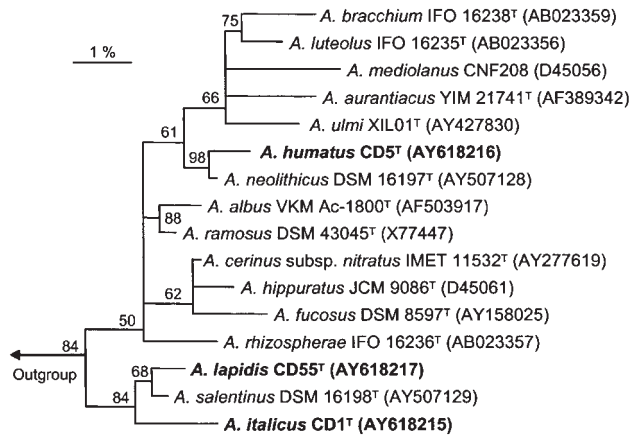 75 A. bracchium IFO 16238ᵀ (AB023359)
A. luteolus IFO 16235ᵀ (AB023356)
1 %
A. mediolanus CNF208 (D45056)
66 A. aurantiacus YIM 21741ᵀ (AF389342)
A. ulmi XIL01ᵀ (AY427830)
61
98 A. humatus CD5ᵀ (AY618216)
A. neolithicus DSM 16197ᵀ (AY507128)
A. albus VKM Ac-1800ᵀ (AF503917)
88
A. ramosus DSM 43045ᵀ (X77447)
A. cerinus subsp. nitratus IMET 11532ᵀ (AY277619)
62 A. hippuratus JCM 9086ᵀ (D45061)
A. fucosus DSM 8597ᵀ (AY158025)
50
A. rhizospherae IFO 16236ᵀ (AB023357)
84
Outgroup
68 A. lapidis CD55ᵀ (AY618217)
A. salentinus DSM 16198ᵀ (AY507129)
84
A. italicus CD1ᵀ (AY618215)